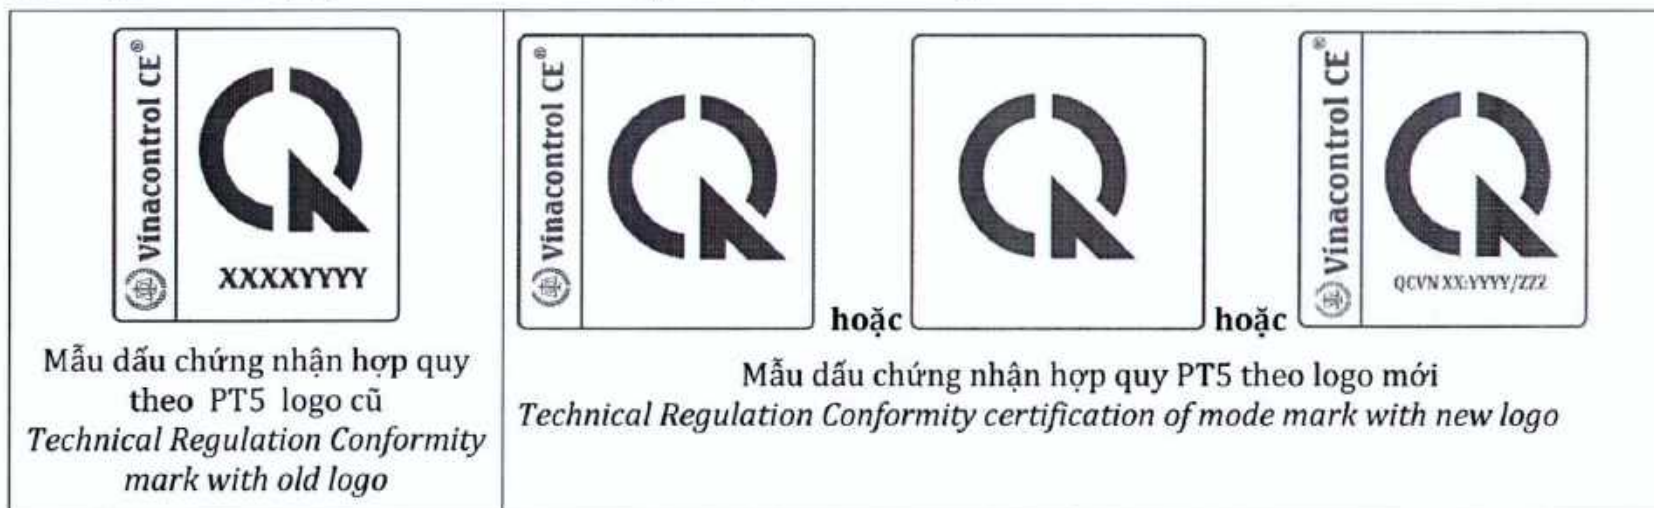 Vinacontrol CE®
XXXXYYYY
Mẫu dấu chứng nhận hợp quy
theo PT5 logo cũ
Technical Regulation Conformity
mark with old logo
Vinacontrol CE®
hoặc
hoặc
Vinacontrol CE®
QCVN XX:YYYY/ZZZ
Mẫu dấu chứng nhận hợp quy PT5 theo logo mới
Technical Regulation Conformity certification of mode mark with new logo